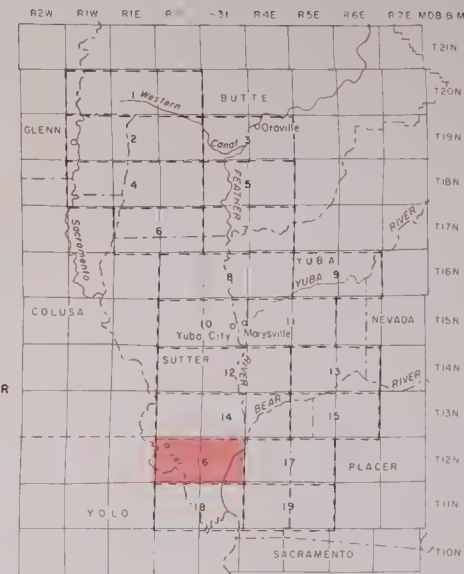 R2W R1W R1E R4E R5E R6E R7E MDB & M
T21N
1 Western BUTTE T20N
GLENN Oroville
2 Canal 3 T19N
4 FEATHER 5 T18N
Sacramento 6 7 RIVER T17N
8 YUBA YUBA 9 T16N
COLUSA 10 11 NEVADA T15N
Yuba City Marysville
SUTTER 12 RIVER 13 RIVER T14N
R
14 BEAR 15 T13N
16 17 PLACER T12N
YOLO 18 19 T11N
SACRAMENTO T10N